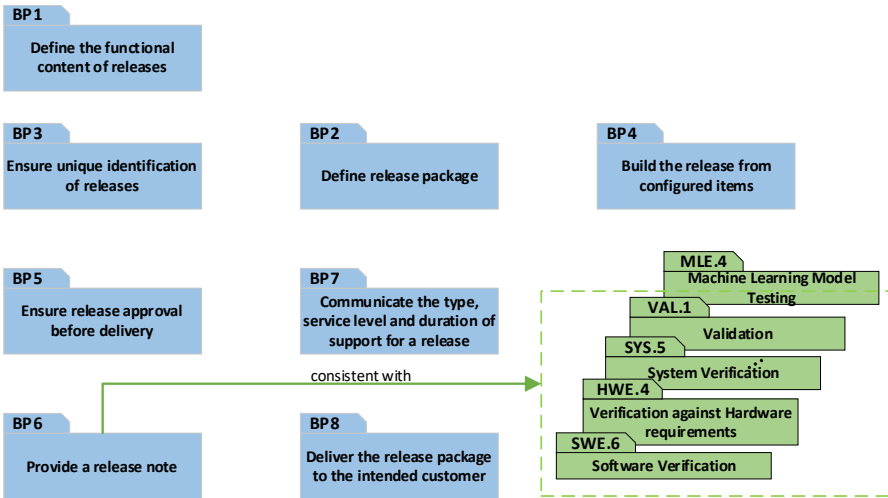 BP1
Define the functional
content of releases
BP3
Ensure unique identification
of releases
BP2
Define release package
BP4
Build the release from
configured items
BP5
Ensure release approval
before delivery
BP7
Communicate the type,
service level and duration of
support for a release
MLE.4
Machine Learning Model
Testing
VAL.1
Validation
SYS.5
System Verification
HWE.4
Verification against Hardware
requirements
SWE.6
Software Verification
consistent with
BP6
Provide a release note
BP8
Deliver the release package
to the intended customer